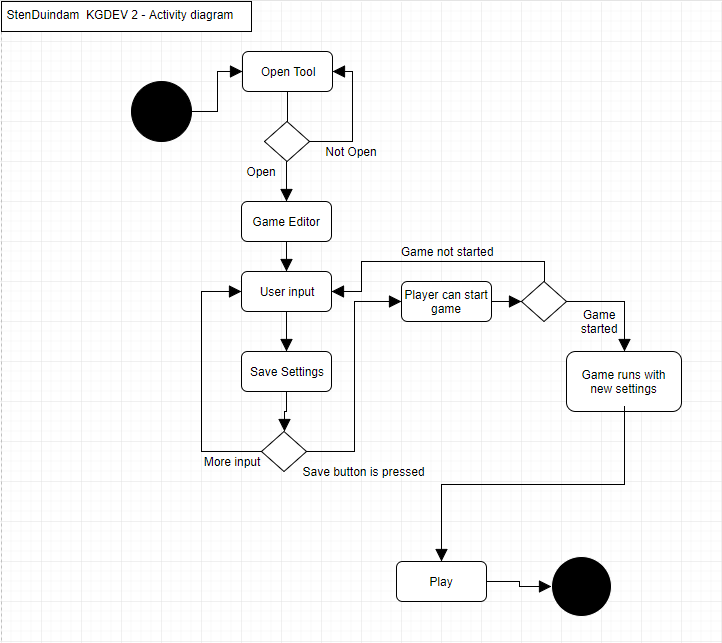 StenDuindam  KGDEV 2 - Activity diagram
Open Tool
Not Open
Open
Game Editor
Game not started
User input
Player can start
game
Game
started
Save Settings
Game runs with
new settings
More input
Save button is pressed
Play